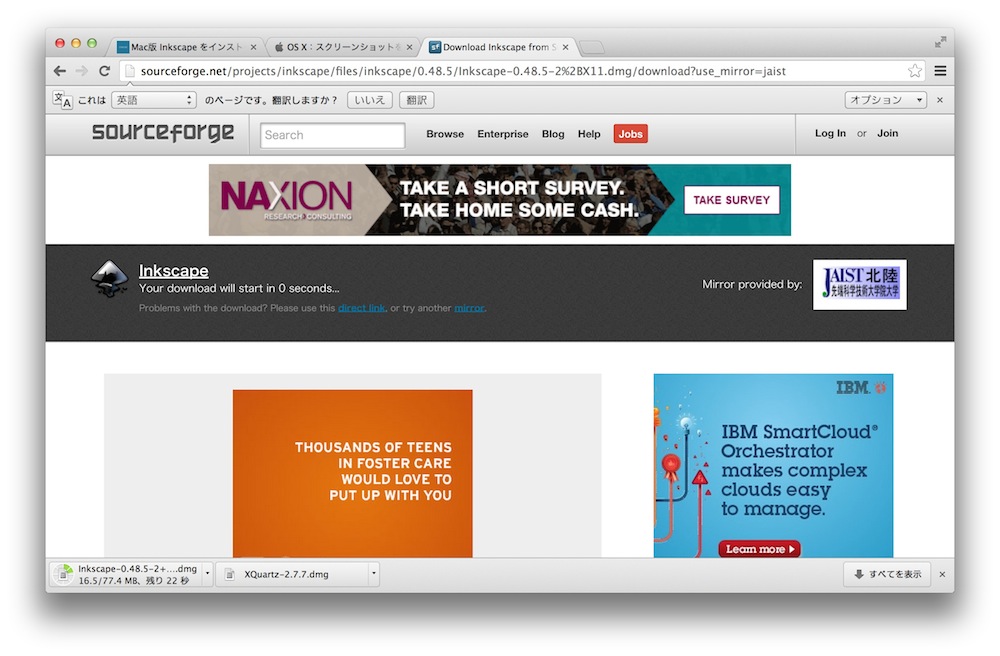 Mac版 Inkscape をインスト
OS X：スクリーンショットを
Download Inkscape from S
sourceforge.net/projects/inkscape/files/inkscape/0.48.5/Inkscape-0.48.5-2%2BX11.dmg/download?use_mirror=jaist
これは 英語 のページです。翻訳しますか？ いいえ 翻訳 オプション
sourceforge Search Browse Enterprise Blog Help Jobs Log In or Join
NAXION
RESEARCH CONSULTING
TAKE A SHORT SURVEY.
TAKE HOME SOME CASH.
TAKE SURVEY
Inkscape
Your download will start in 0 seconds...
Problems with the download? Please use this direct link, or try another mirror.
Mirror provided by:
JAIST北陸
先端科学技術大学院大学
THOUSANDS OF TEENS
IN FOSTER CARE
WOULD LOVE TO
PUT UP WITH YOU
IBM.
IBM SmartCloud®
Orchestrator
makes complex
clouds easy
to manage.
Learn more
Inkscape-0.48.5-2+....dmg
16.5/77.4 MB、残り 22 秒
XQuartz-2.7.7.dmg
すべてを表示